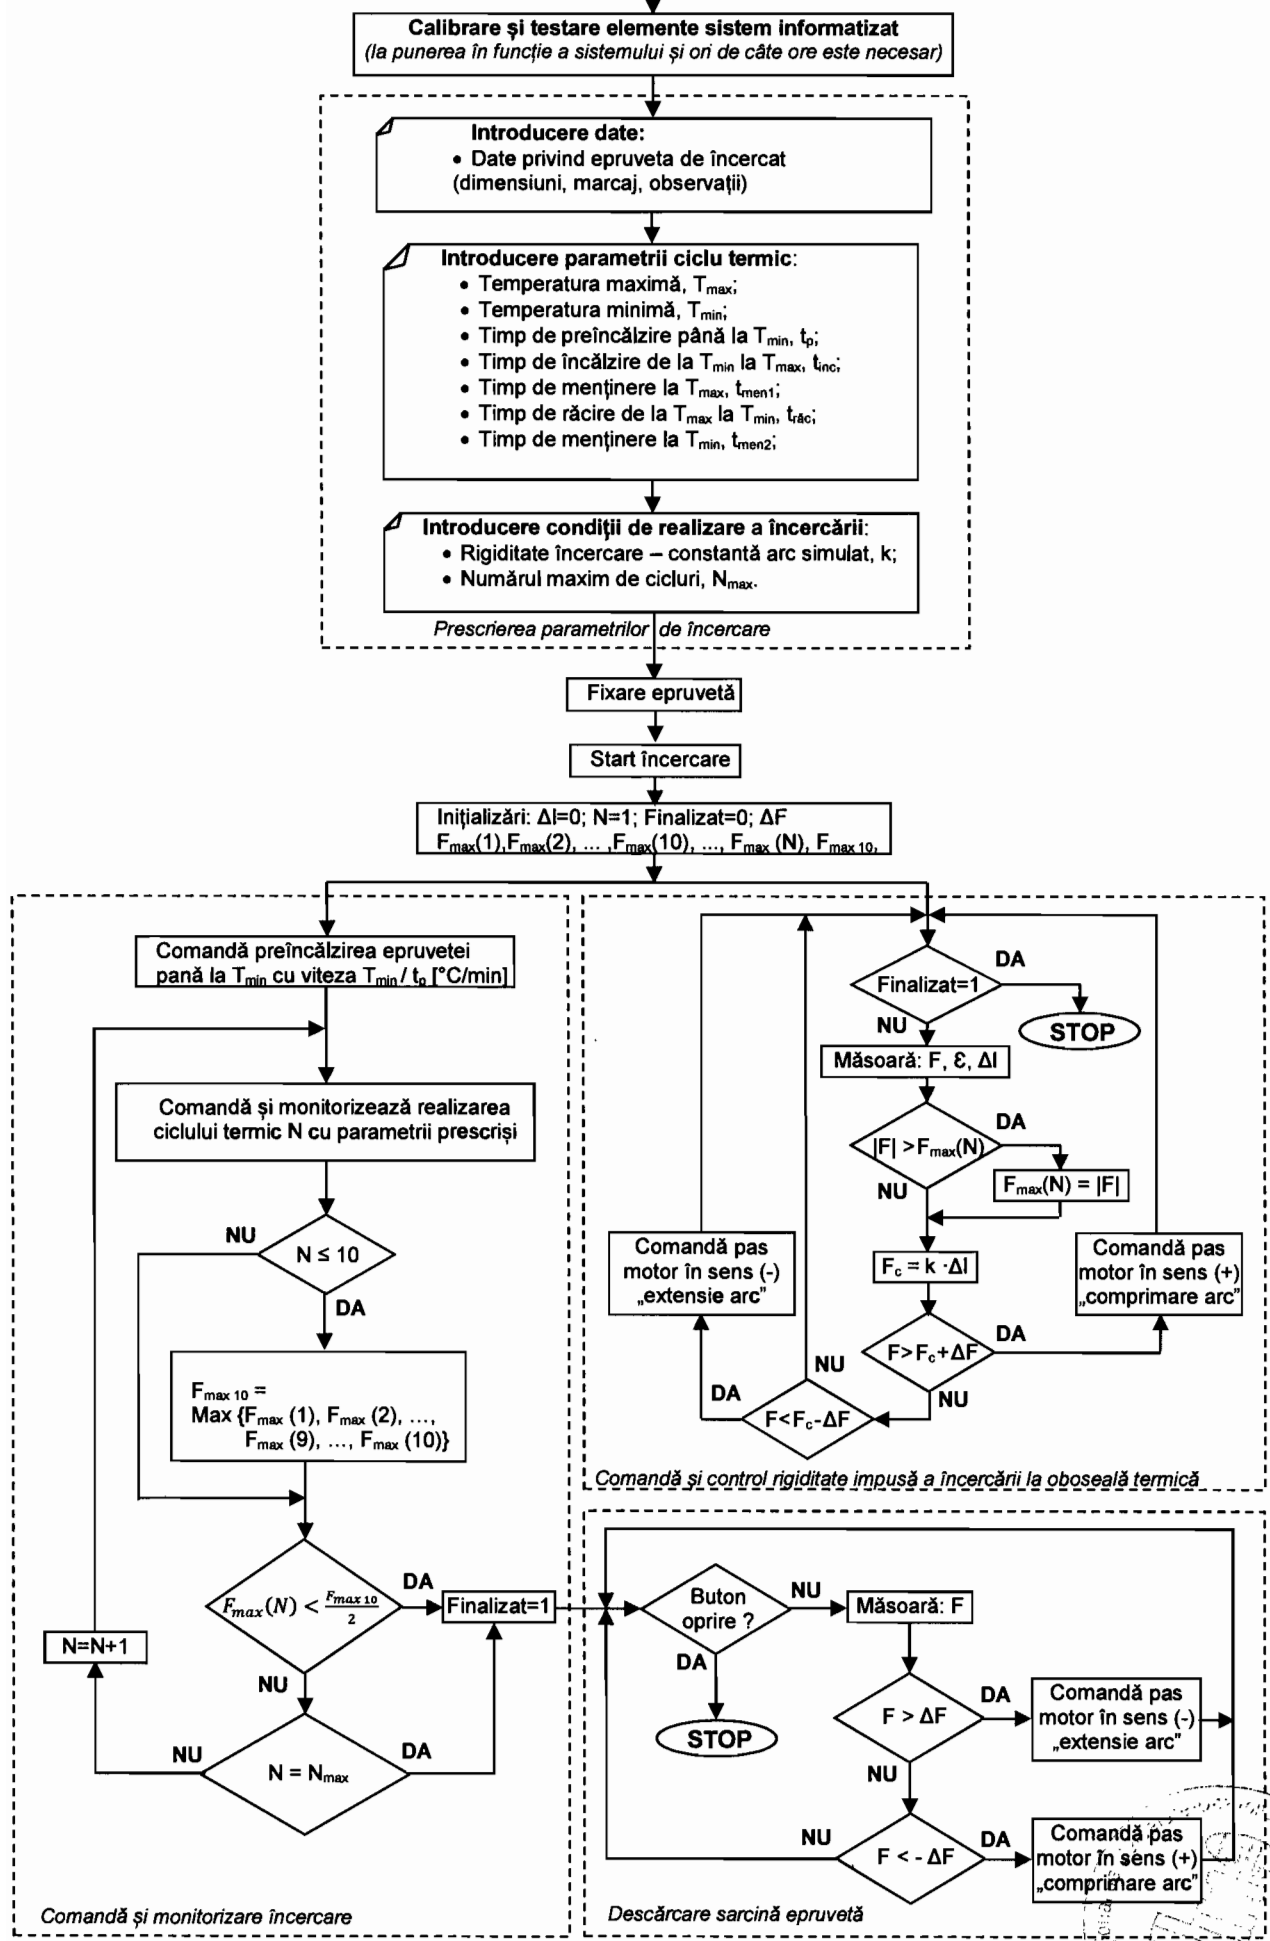 Calibrare și testare elemente sistem informatizat
(la punerea în funcție a sistemului și ori de câte ore este necesar)
Introducere date:
• Date privind epruveta de încercat
(dimensiuni, marcaj, observații)
Introducere parametrii ciclu termic:
• Temperatura maximă, Tmax;
• Temperatura minimă, Tmin;
• Timp de preîncălzire până la Tmin, tp;
• Timp de încălzire de la Tmin la Tmax, tînc;
• Timp de menținere la Tmax, tmen1;
• Timp de răcire de la Tmax la Tmin, trăc;
• Timp de menținere la Tmin, tmen2;
Introducere condiții de realizare a încercării:
• Rigiditate încercare – constantă arc simulat, k;
• Numărul maxim de cicluri, Nmax.
Prescrierea parametrilor de încercare
Fixare epruvetă
Start încercare
Inițializări: Δl=0; N=1; Finalizat=0; ΔF
Fmax(1),Fmax(2), ... ,Fmax(10), ..., Fmax (N), Fmax 10,
Comandă preîncălzirea epruvetei
pană la Tmin cu viteza Tmin / tp [°C/min]
Comandă și monitorizează realizarea
ciclului termic N cu parametrii prescriși
NU
N ≤ 10
DA
Fmax 10 =
Max {Fmax (1), Fmax (2), ...,
Fmax (9), ..., Fmax (10)}
Fmax(N) < Fmax 10 / 2
DA
Finalizat=1
N=N+1
NU
NU
N = Nmax
DA
Comandă și monitorizare încercare
Finalizat=1
DA
STOP
NU
Măsoară: F, Ɛ, Δl
|F| >Fmax(N)
DA
Fmax(N) = |F|
NU
Fc = k ·Δl
Comandă pas
motor în sens (-)
„extensie arc”
Comandă pas
motor în sens (+)
„comprimare arc”
F>Fc+ΔF
DA
NU
NU
DA
F<Fc-ΔF
Comandă și control rigiditate impusă a încercării la oboseală termică
Buton
oprire ?
NU
Măsoară: F
DA
STOP
F > ΔF
DA
Comandă pas
motor în sens (-)
„extensie arc”
NU
NU
F < - ΔF
DA
Comandă pas
motor în sens (+)
„comprimare arc”
Descărcare sarcină epruvetă